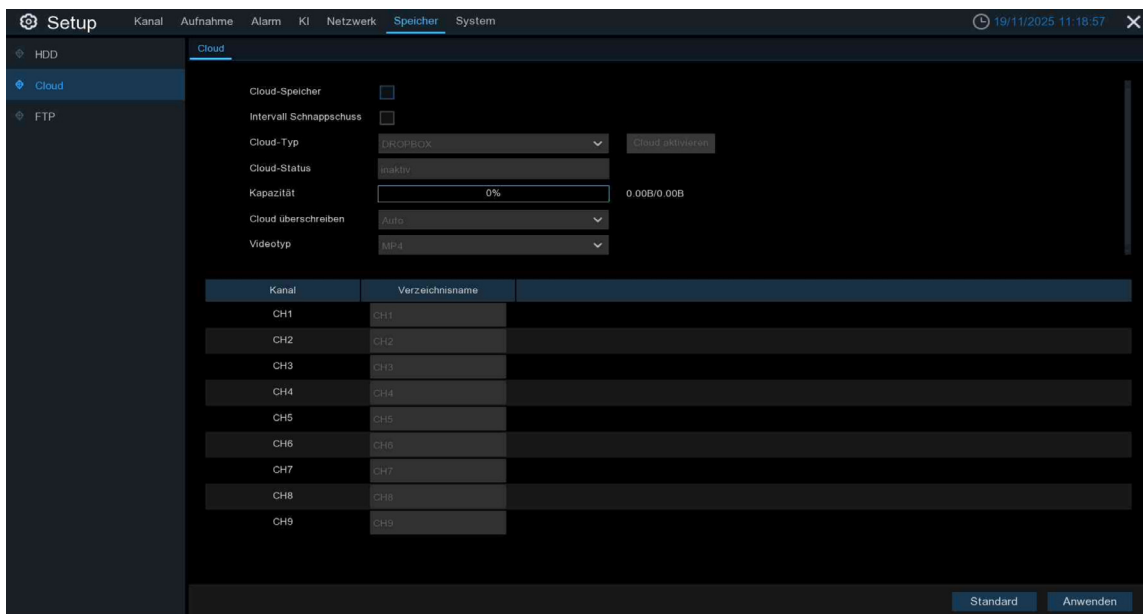 Setup Kanal Aufnahme Alarm KI Netzwerk Speicher System 19/11/2025 11:18:57
HDD
Cloud
FTP
Cloud
Cloud-Speicher
Intervall Schnappschuss
Cloud-Typ DROPBOX Cloud aktivieren
Cloud-Status inaktiv
Kapazität 0% 0.00B/0.00B
Cloud überschreiben Auto
Videotyp MP4
Kanal Verzeichnisname
CH1 CH1
CH2 CH2
CH3 CH3
CH4 CH4
CH5 CH5
CH6 CH6
CH7 CH7
CH8 CH8
CH9 CH9
Standard Anwenden